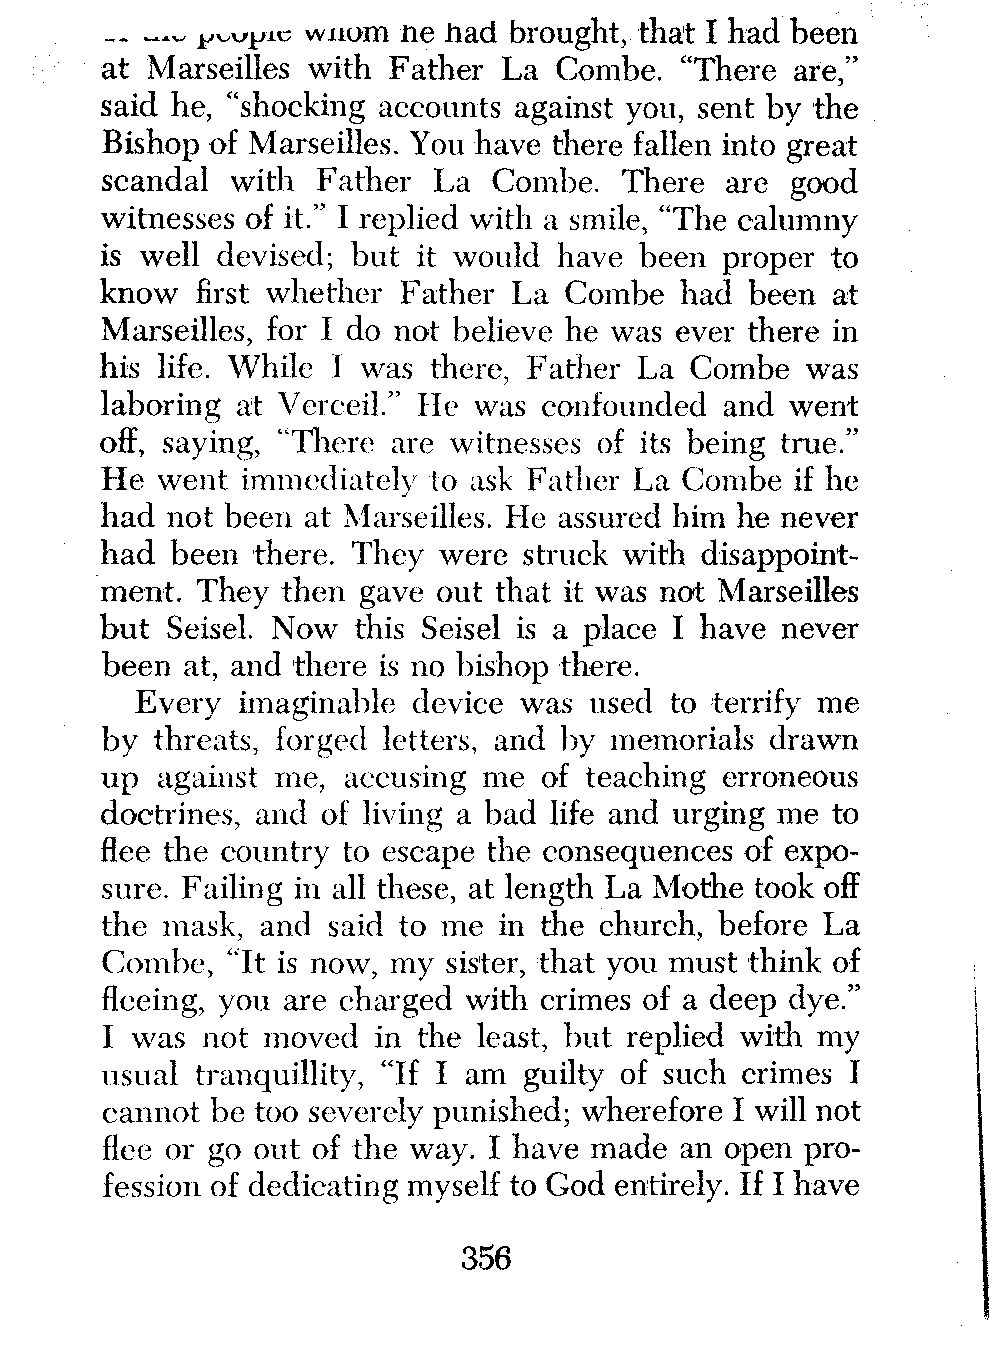 people whom he had brought, that I had been
at Marseilles with Father La Combe. “There are,”
said he, “shocking accounts against you, sent by the
Bishop of Marseilles. You have there fallen into great
scandal with Father La Combe. There are good
witnesses of it.” I replied with a smile, “The calumny
is well devised; but it would have been proper to
know first whether Father La Combe had been at
Marseilles, for I do not believe he was ever there in
his life. While I was there, Father La Combe was
laboring at Verceil.” He was confounded and went
off, saying, “There are witnesses of its being true.”
He went immediately to ask Father La Combe if he
had not been at Marseilles. He assured him he never
had been there. They were struck with disappoint-
ment. They then gave out that it was not Marseilles
but Seisel. Now this Seisel is a place I have never
been at, and there is no bishop there.
Every imaginable device was used to terrify me
by threats, forged letters, and by memorials drawn
up against me, accusing me of teaching erroneous
doctrines, and of living a bad life and urging me to
flee the country to escape the consequences of expo-
sure. Failing in all these, at length La Mothe took off
the mask, and said to me in the church, before La
Combe, “It is now, my sister, that you must think of
fleeing, you are charged with crimes of a deep dye.”
I was not moved in the least, but replied with my
usual tranquillity, “If I am guilty of such crimes I
cannot be too severely punished; wherefore I will not
flee or go out of the way. I have made an open pro-
fession of dedicating myself to God entirely. If I have
356